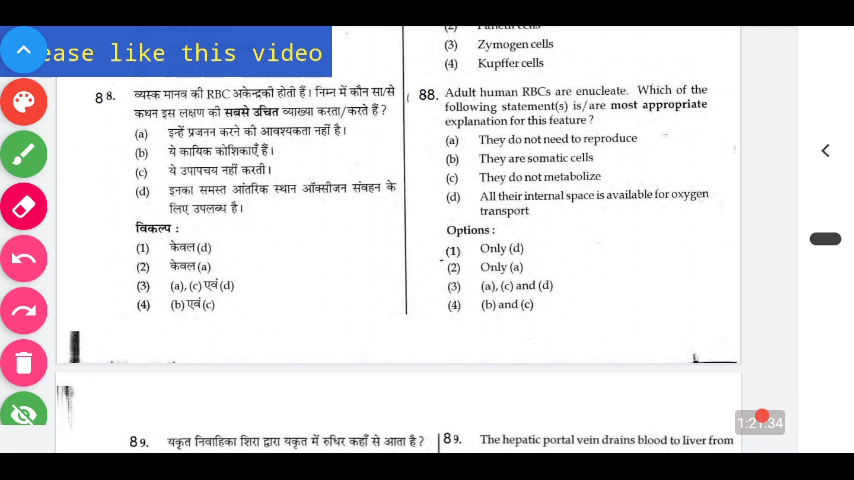 ease like this video
88. व्यस्क मानव की RBC अकेन्द्रकी होती हैं। निम्न में कौन सा/से
कथन इस लक्षण की सबसे उचित व्याख्या करता/करते हैं ?
(a) इन्हें प्रजनन करने की आवश्यकता नहीं है।
(b) ये कायिक कोशिकाएँ हैं।
(c) ये उपापचय नहीं करती।
(d) इनका समस्त आंतरिक स्थान ऑक्सीजन संवहन के
लिए उपलब्ध है।
विकल्प :
(1) केवल (d)
(2) केवल (a)
(3) (a), (c) एवं (d)
(4) (b) एवं (c)
(3) Zymogen cells
(4) Kupffer cells
88. Adult human RBCs are enucleate. Which of the
following statement(s) is/are most appropriate
explanation for this feature ?
(a) They do not need to reproduce
(b) They are somatic cells
(c) They do not metabolize
(d) All their internal space is available for oxygen
transport
Options :
(1) Only (d)
(2) Only (a)
(3) (a), (c) and (d)
(4) (b) and (c)
1:21:34
89. यकृत निवाहिका शिरा द्वारा यकृत में रुधिर कहाँ से आता है ?
89. The hepatic portal vein drains blood to liver from